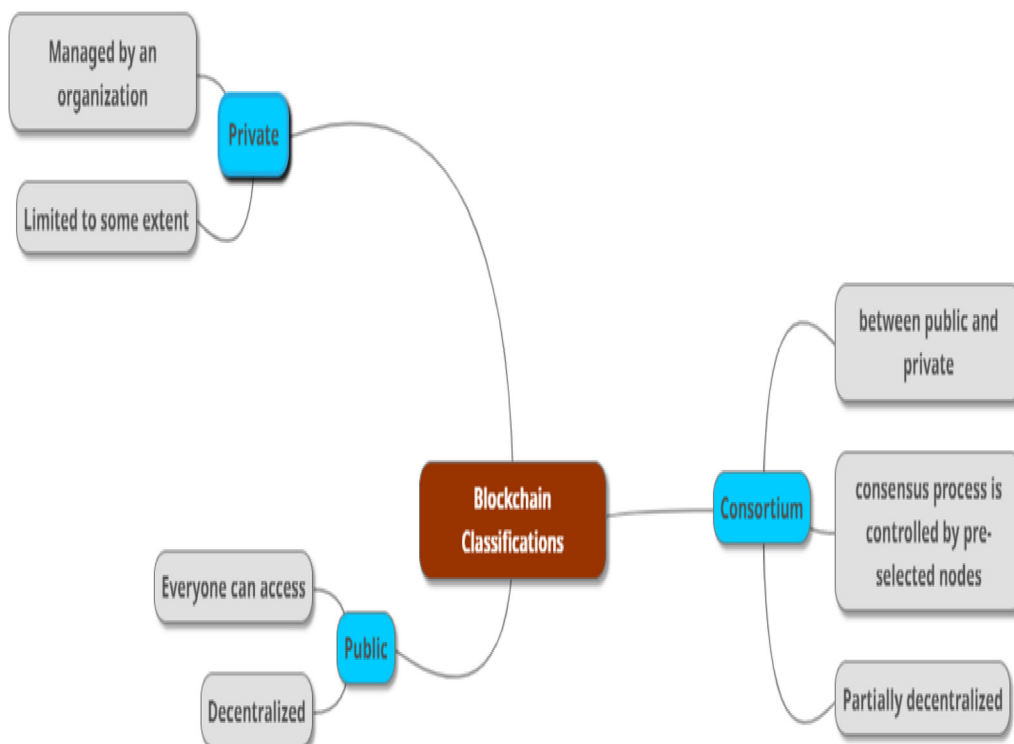 Managed by an
organization
Private
Limited to some extent
between public and
private
Blockchain
Classifications
Consortium
consensus process is
controlled by pre-
selected nodes
Everyone can access
Public
Decentralized
Partially decentralized